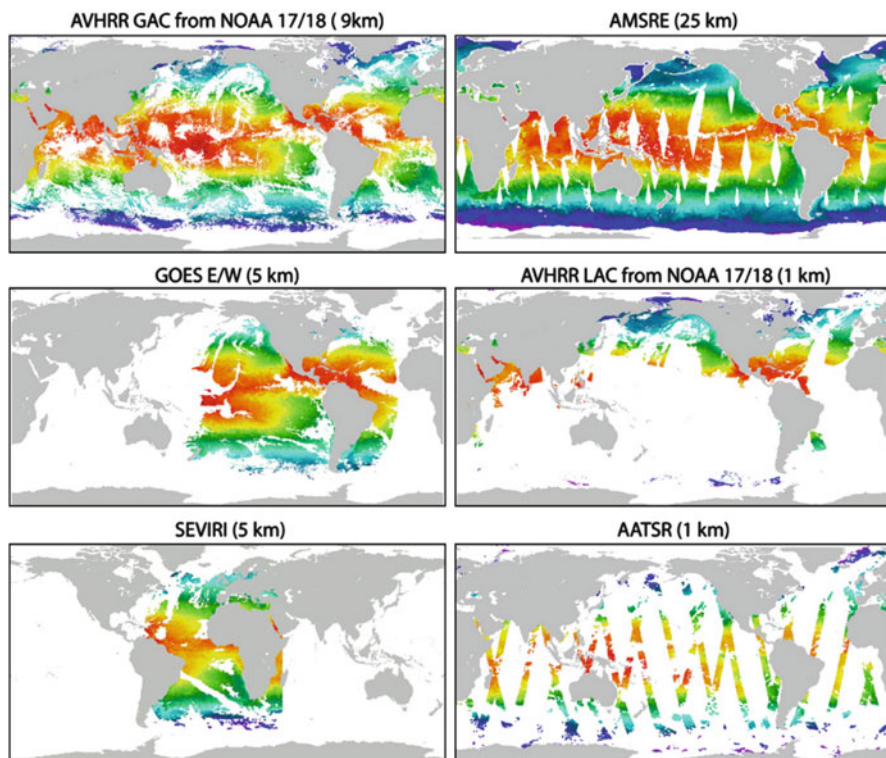 AVHRR GAC from NOAA 17/18 ( 9km)
AMSRE (25 km)
GOES E/W (5 km)
AVHRR LAC from NOAA 17/18 (1 km)
SEVIRI (5 km)
AATSR (1 km)